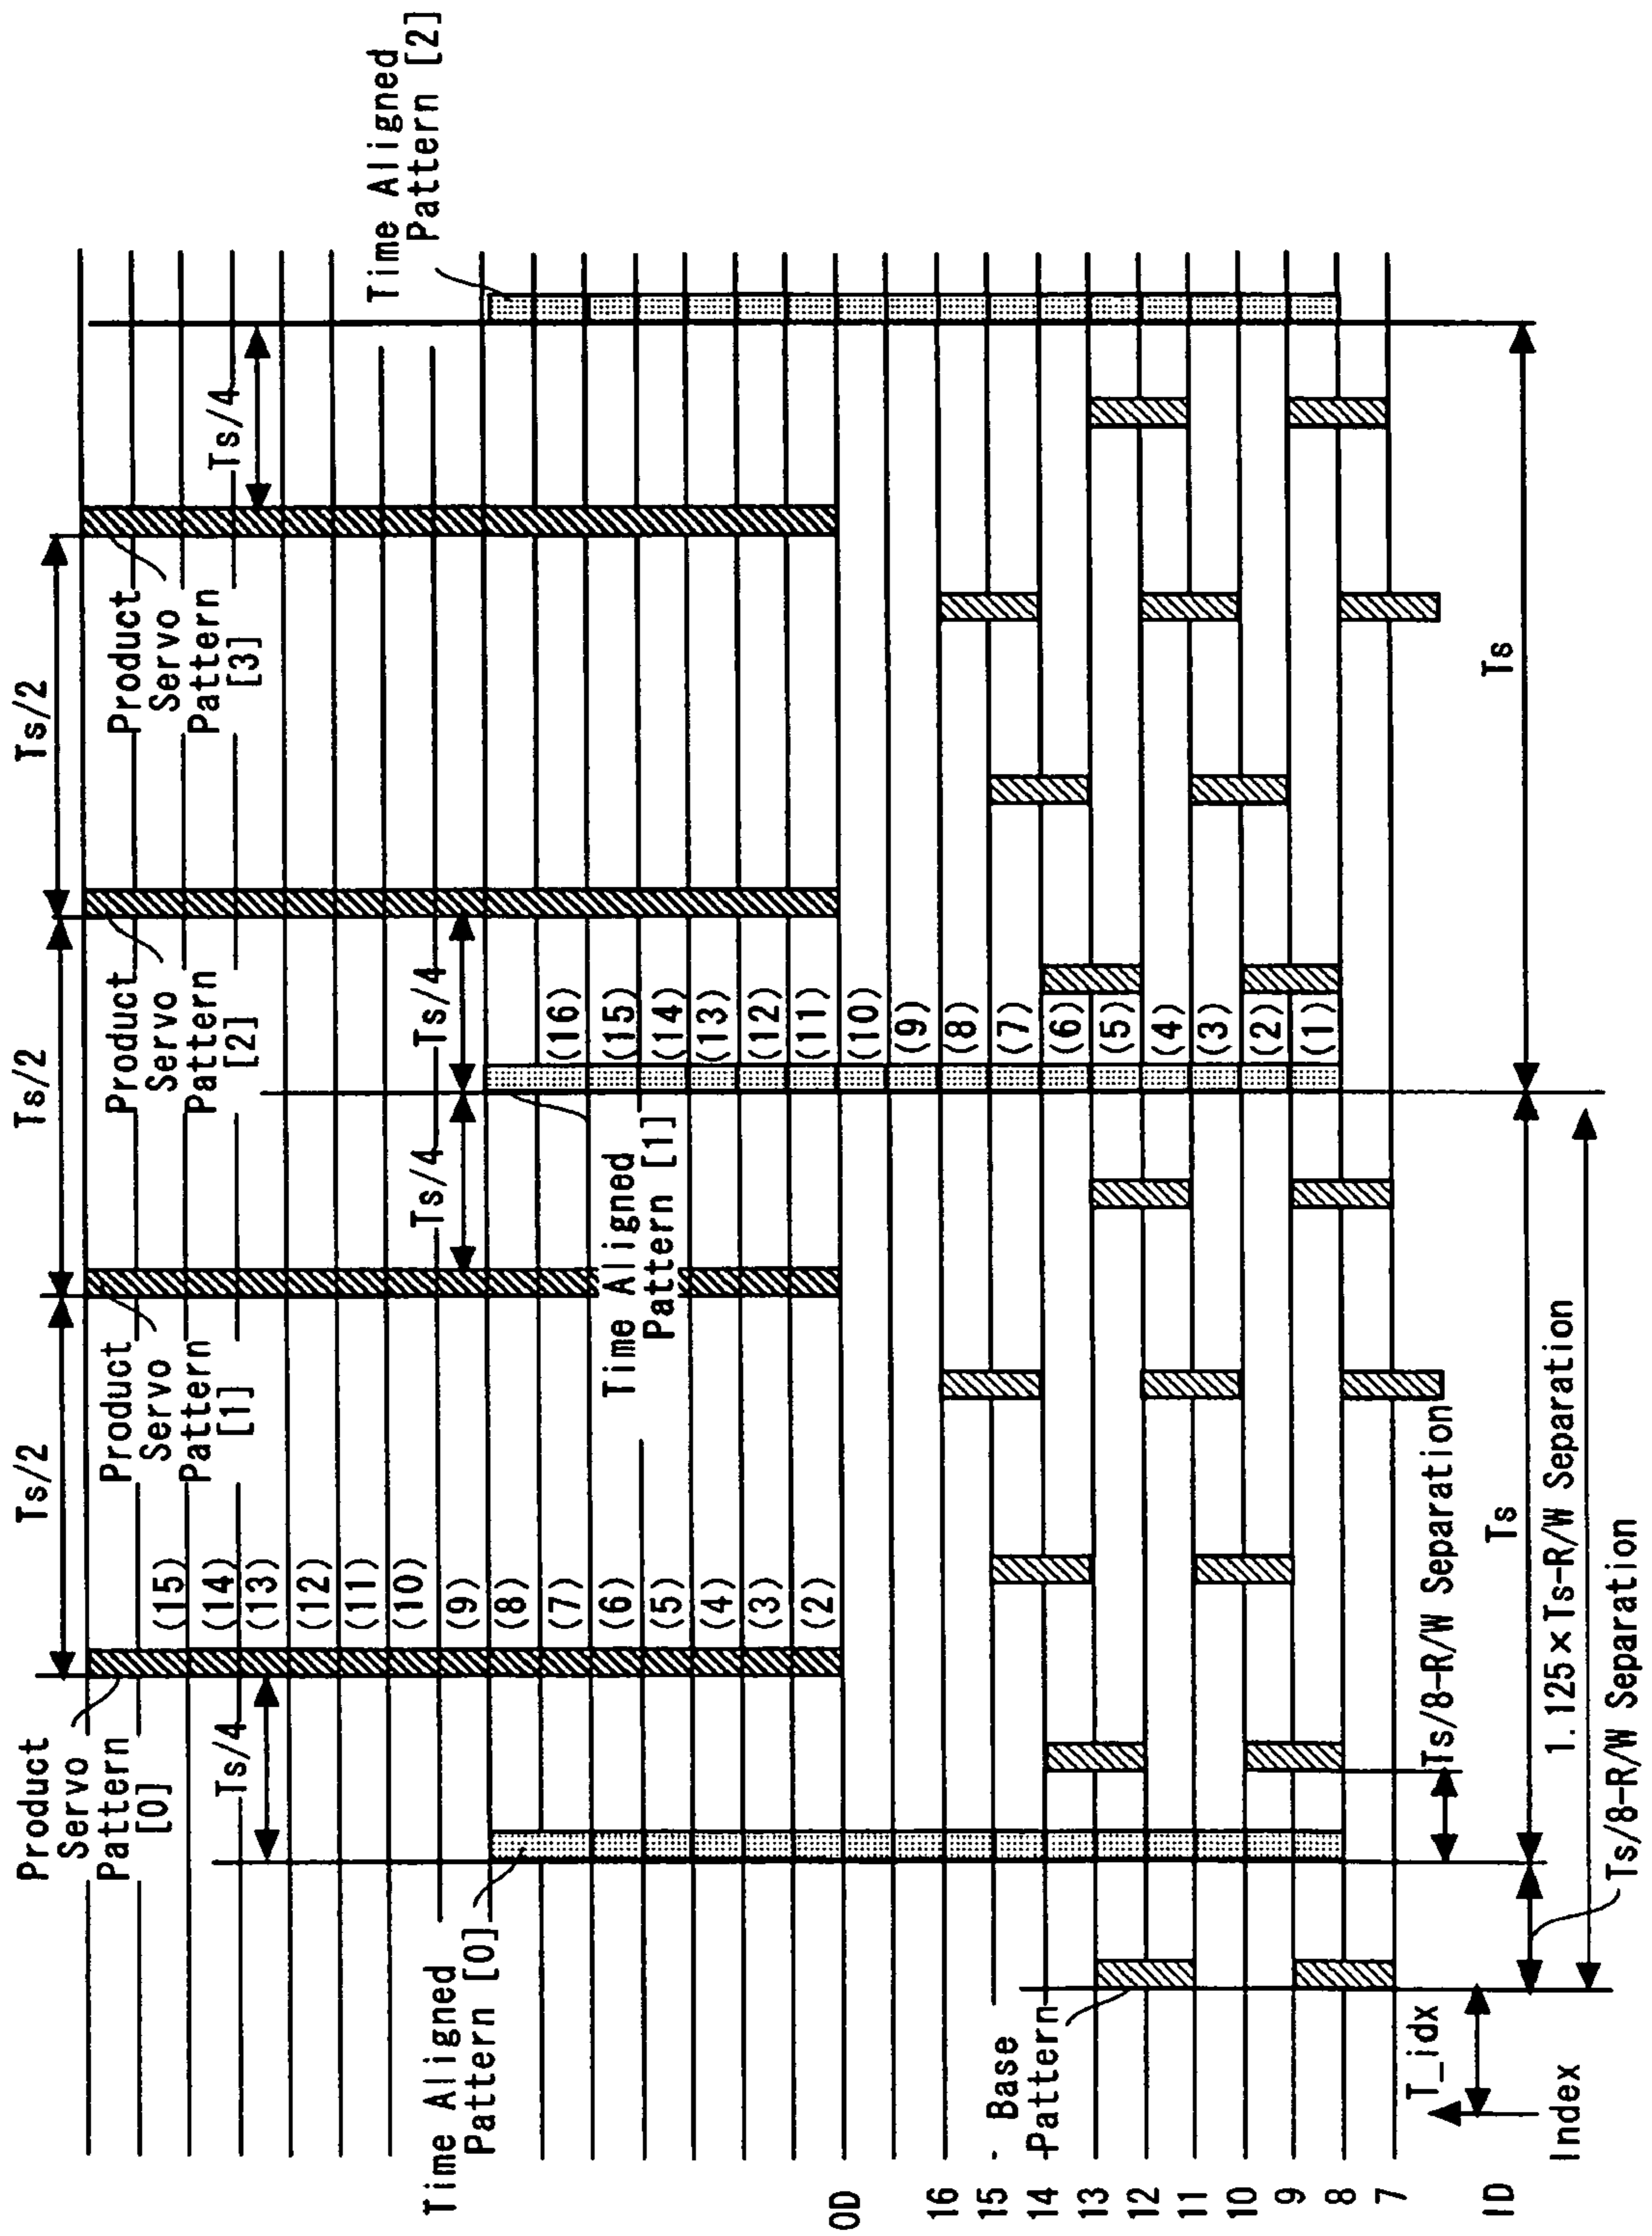 Ts/2
Ts/2
Ts/2
Product
Servo
Pattern
[0]
Product
Servo
Pattern
[1]
Product
Servo
Pattern
[2]
Product
Servo
Pattern
[3]
Ts/4
Ts/4
Ts/4
Ts/4
Time Aligned
Pattern [0]
Time Aligned
Pattern [1]
Time Aligned
Pattern [2]
(15)
(14)
(13)
(12)
(11)
(10)
(9)
(8)
(7)
(6)
(5)
(4)
(3)
(2)
(16)
(15)
(14)
(13)
(12)
(11)
(10)
(9)
(8)
(7)
(6)
(5)
(4)
(3)
(2)
(1)
OD
16
15
14
13
12
11
10
9
8
7
ID
Base
Pattern
T_idx
Index
Ts/8-R/W Separation
Ts
Ts
1.125×Ts-R/W Separation
Ts/8-R/W Separation